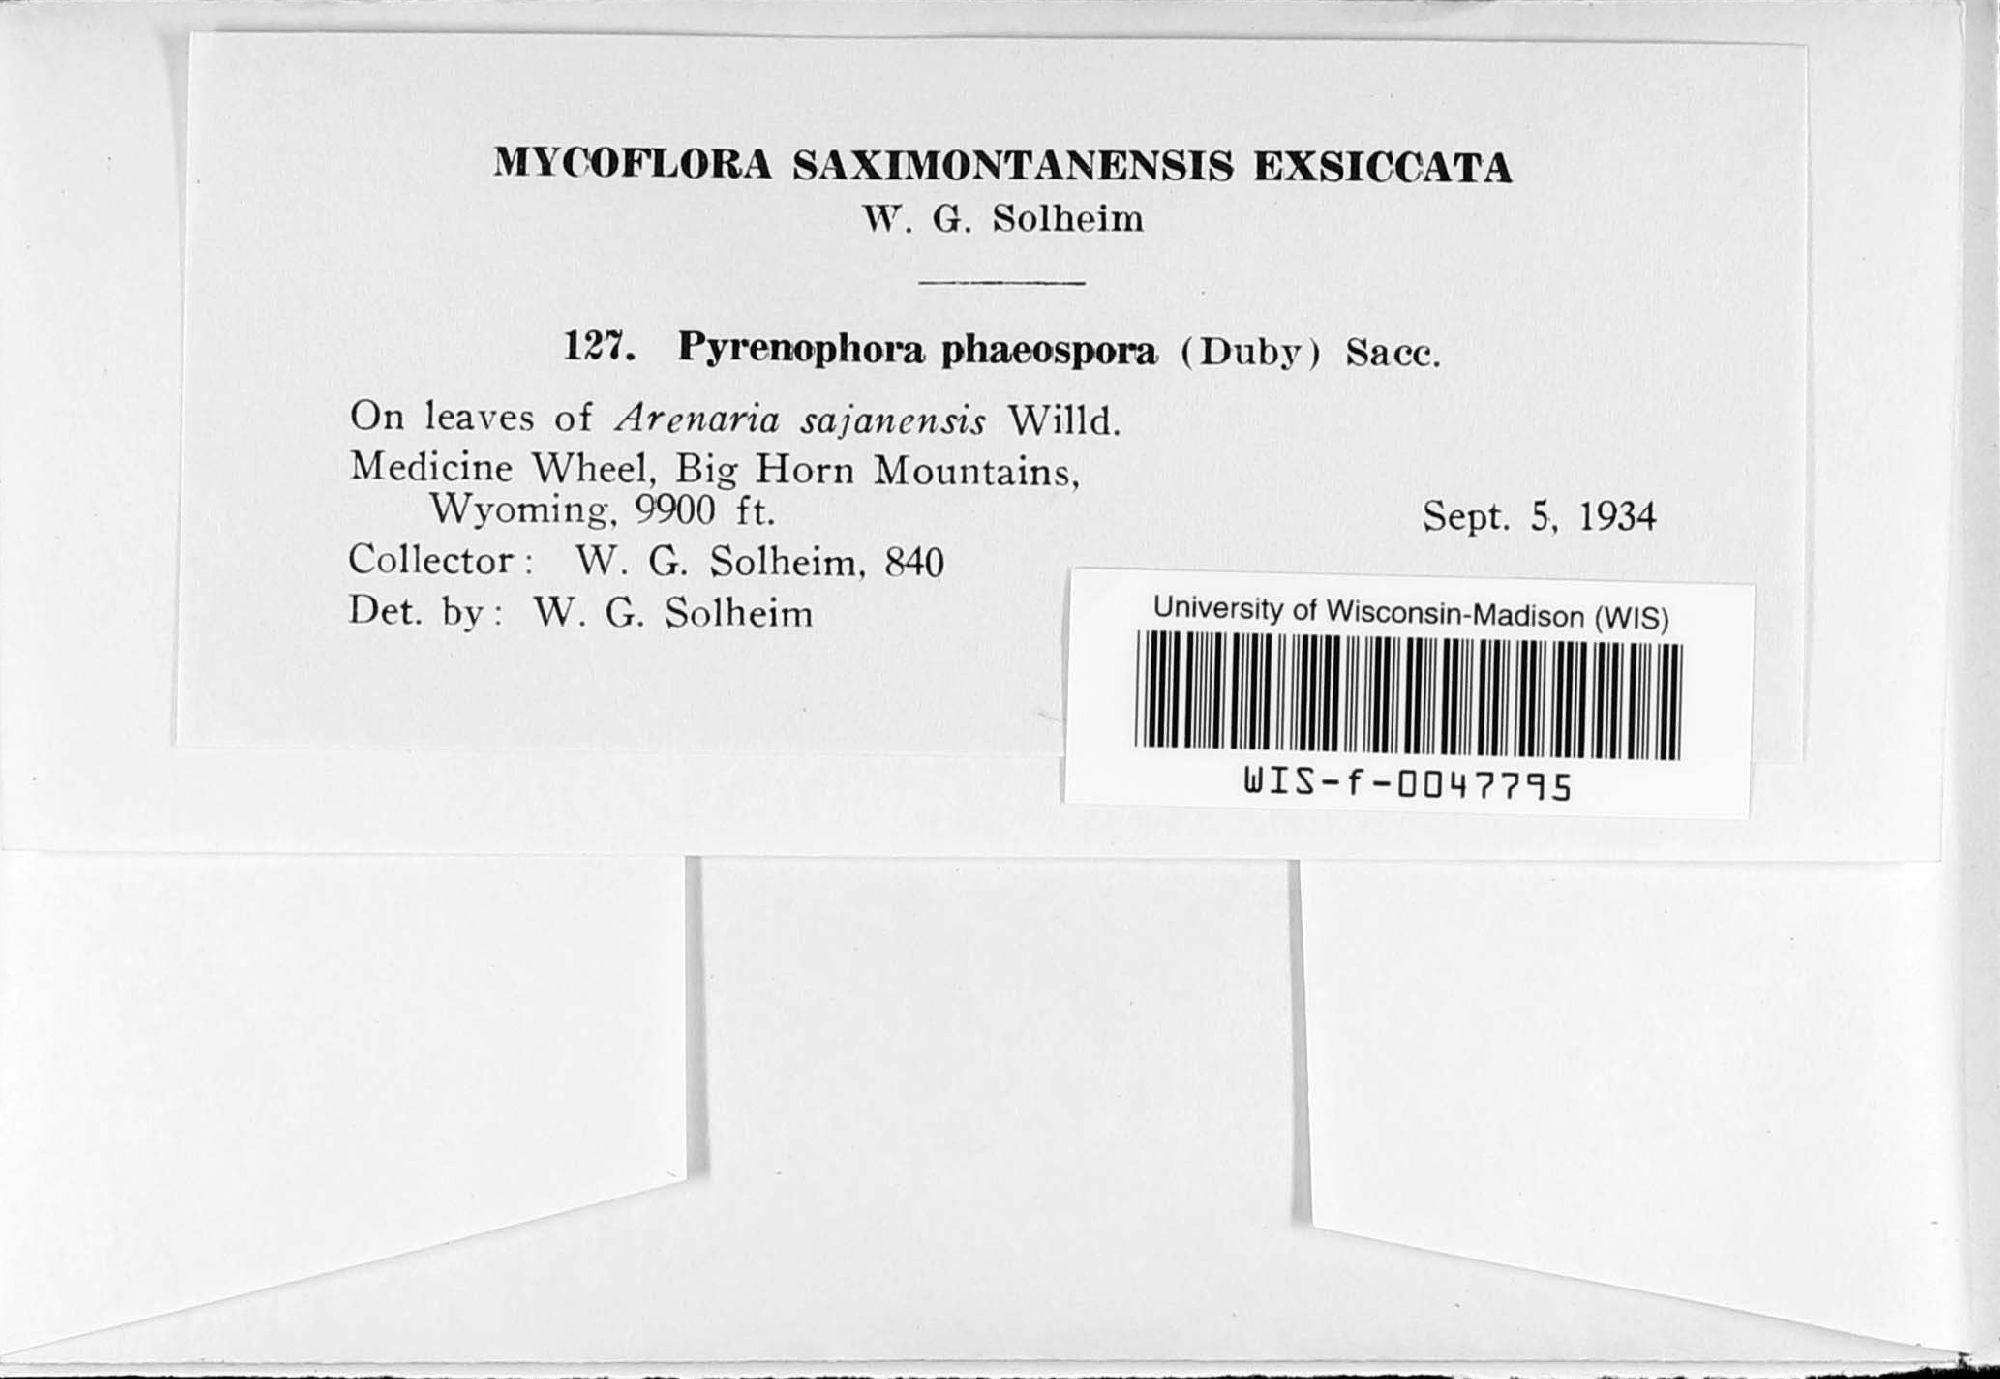 MYCOFLORA SAXIMONTANENSIS EXSICCATA
W. G. Solheim
127. Pyrenophora phaeospora (Duby) Sacc.
On leaves of Arenaria sajanensis Willd.
Medicine Wheel, Big Horn Mountains,
Wyoming, 9900 ft. Sept. 5, 1934
Collector: W. G. Solheim, 840
Det. by: W. G. Solheim
University of Wisconsin-Madison (WIS)
WIS-f-0047795